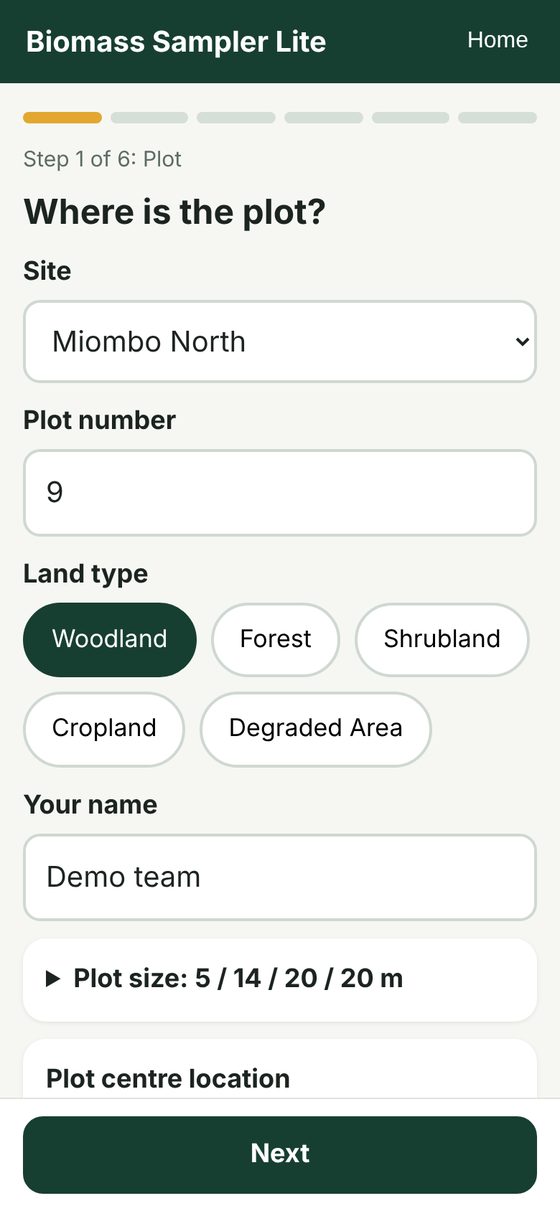 Biomass Sampler Lite
Home
Step 1 of 6: Plot
Where is the plot?
Site
Miombo North
Plot number
9
Land type
Woodland
Forest
Shrubland
Cropland
Degraded Area
Your name
Demo team
Plot size: 5 / 14 / 20 / 20 m
Plot centre location
Next